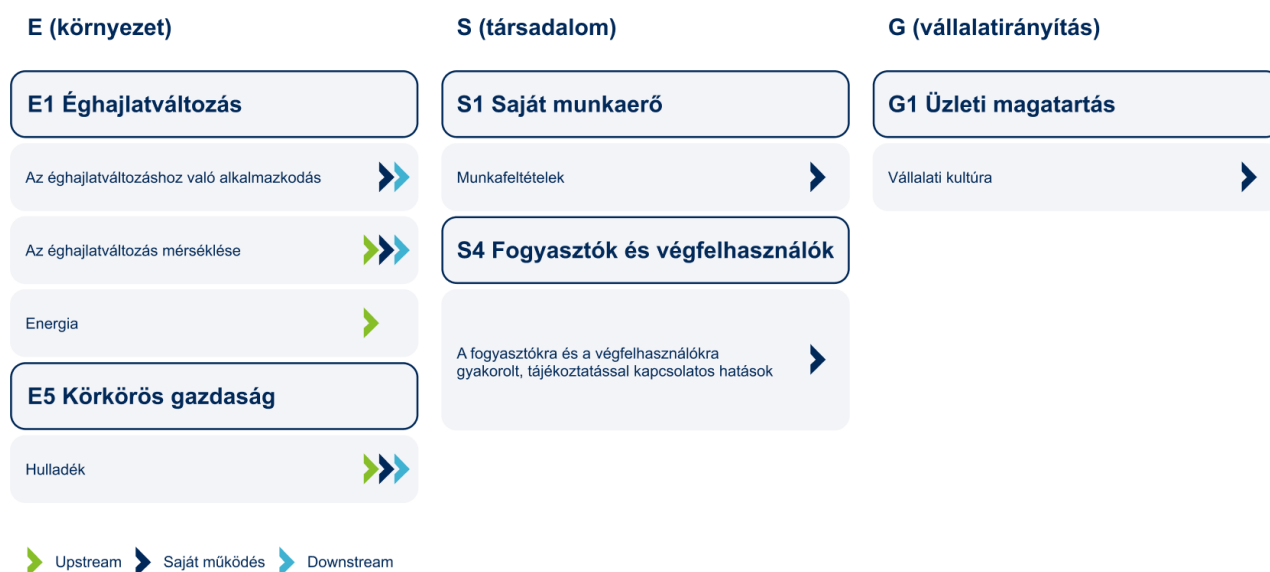 E (környezet)
E1 Éghajlatváltozás
Az éghajlatváltozáshoz való alkalmazkodás
Az éghajlatváltozás mérséklése
Energia
E5 Körkörös gazdaság
Hulladék
S (társadalom)
S1 Saját munkaerő
Munkafeltételek
S4 Fogyasztók és végfelhasználók
A fogyasztókra és a végfelhasználókra
gyakorolt, tájékoztatással kapcsolatos hatások
G (vállalatirányítás)
G1 Üzleti magatartás
Vállalati kultúra
Upstream Saját működés Downstream